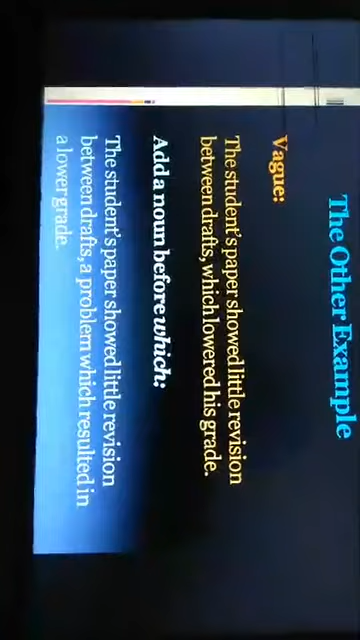 The Other Example
Vague:
The student's paper showed little revision
between drafts, which lowered his grade.
Add a noun before which:
The student's paper showed little revision
between drafts, a problem which resulted in
a lower grade.